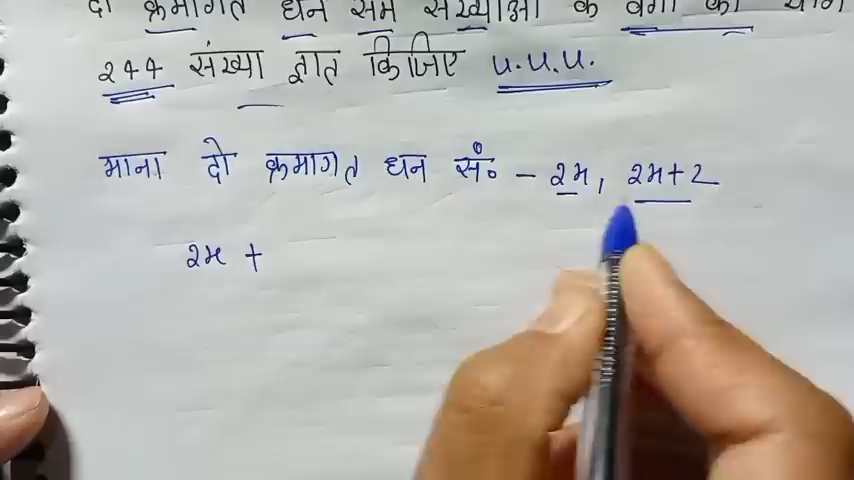 दो क्रमागत धन सम संख्याओं के वर्गों का योग
244 संख्या ज्ञात किजिए U.P.U.
माना दो क्रमागत धन सं० – 2x, 2x+2
2x +